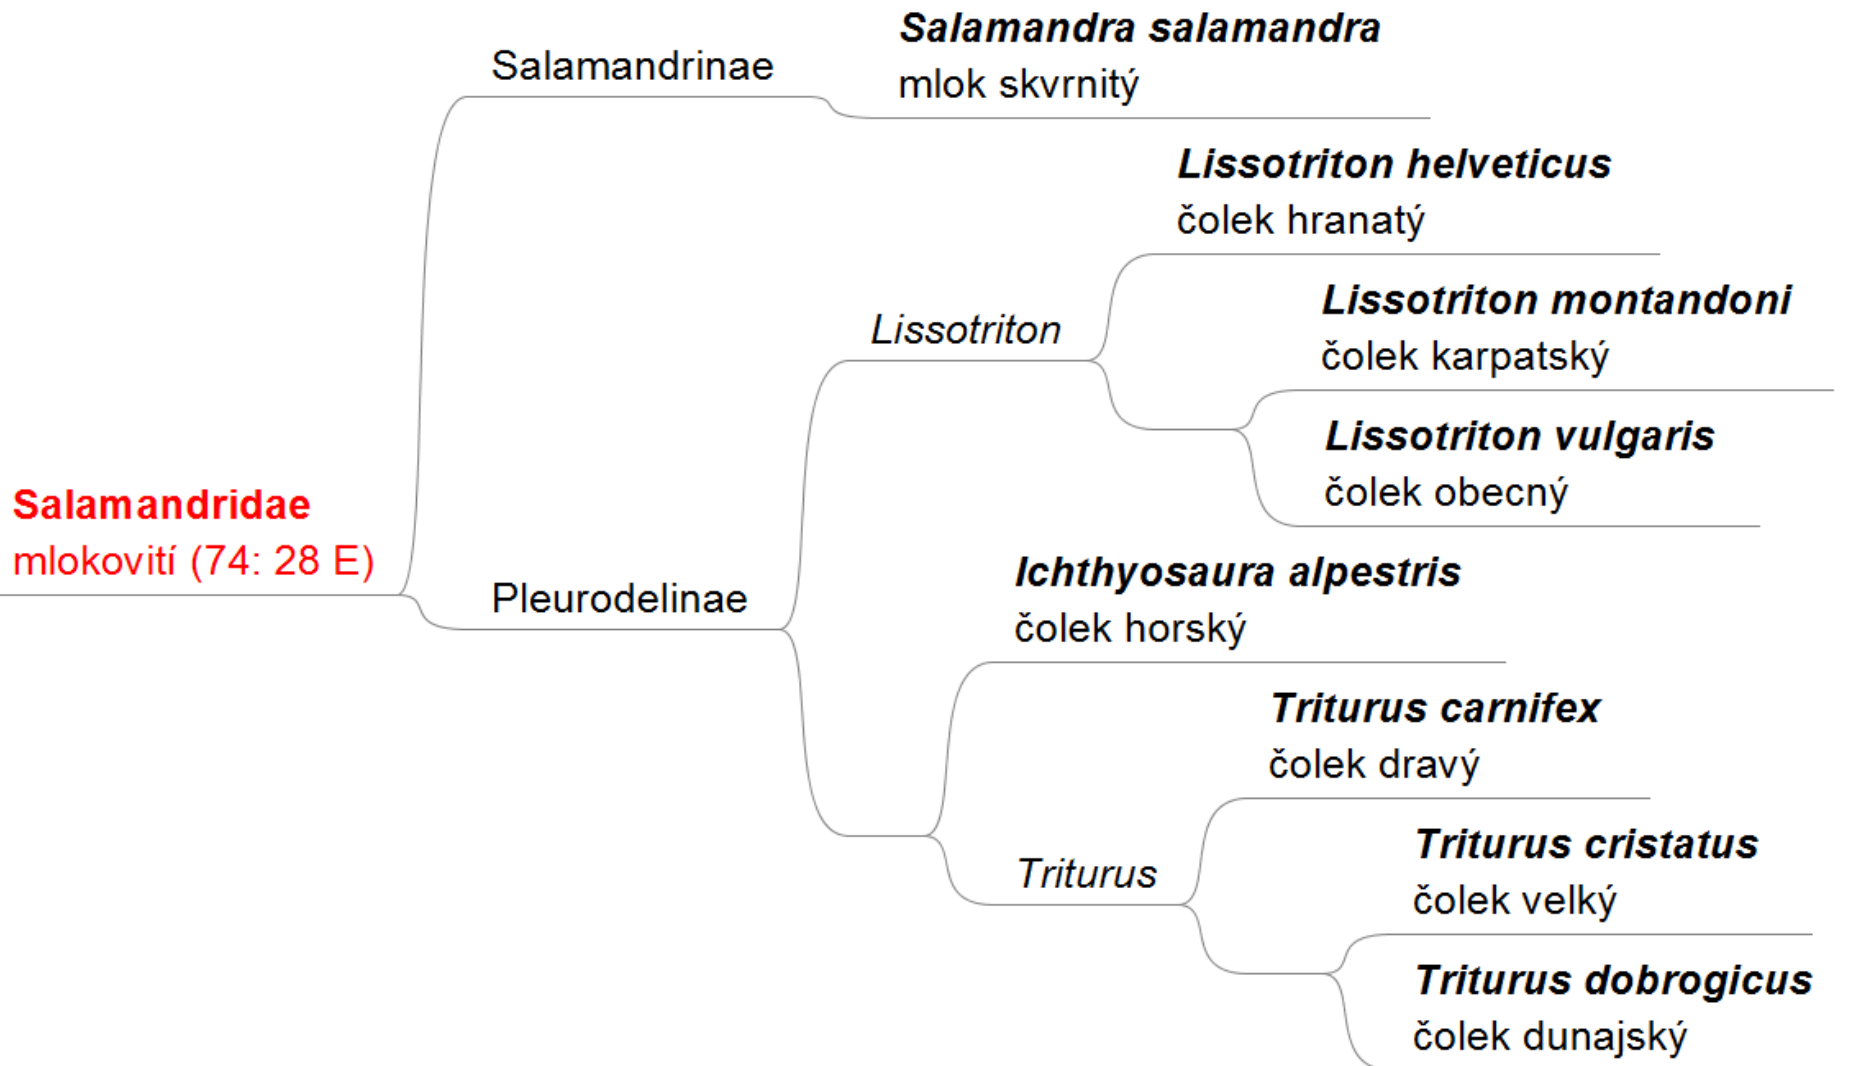 Salamandra salamandra
Salamandrinae
mlok skvrnitý
Lissotriton helveticus
čolek hranatý
Lissotriton montandoni
Lissotriton
čolek karpatský
Lissotriton vulgaris
čolek obecný
Salamandridae
mlokovití (74: 28 E)
Pleurodelinae
Ichthyosaura alpestris
čolek horský
Triturus carnifex
čolek dravý
Triturus cristatus
Triturus
čolek velký
Triturus dobrogicus
čolek dunajský